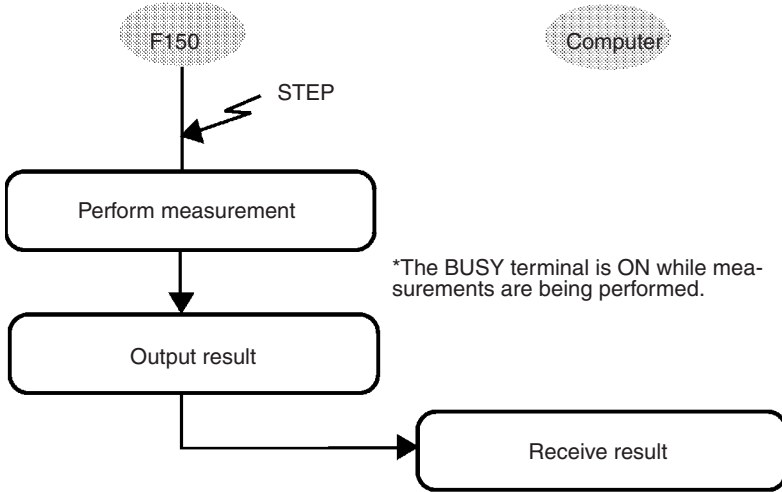 F150
Computer
STEP
Perform measurement
*The BUSY terminal is ON while mea-
surements are being performed.
Output result
Receive result